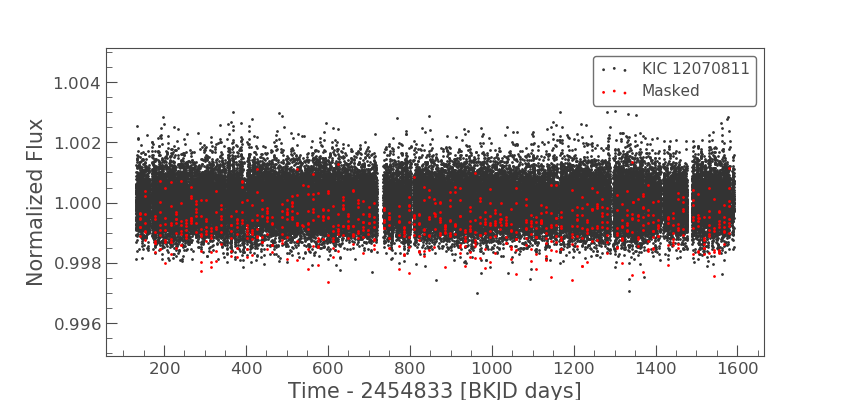 KIC 12070811
Masked
Normalized Flux
1.004
1.002
1.000
0.998
0.996
200 400 600 800 1000 1200 1400 1600
Time - 2454833 [BKJD days]